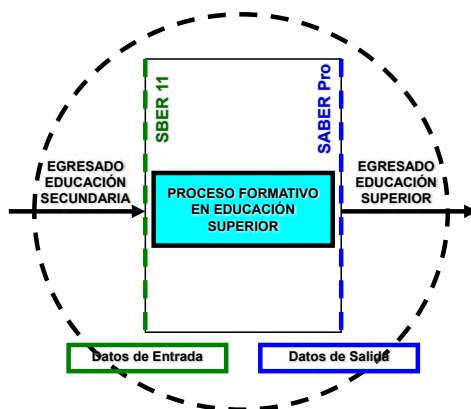 SBER 11
SABER Pro
EGRESADO
EDUCACIÓN
SECUNDARIA
PROCESO FORMATIVO
EN EDUCACIÓN
SUPERIOR
EGRESADO
EDUCACIÓN
SUPERIOR
Datos de Entrada
Datos de Salida